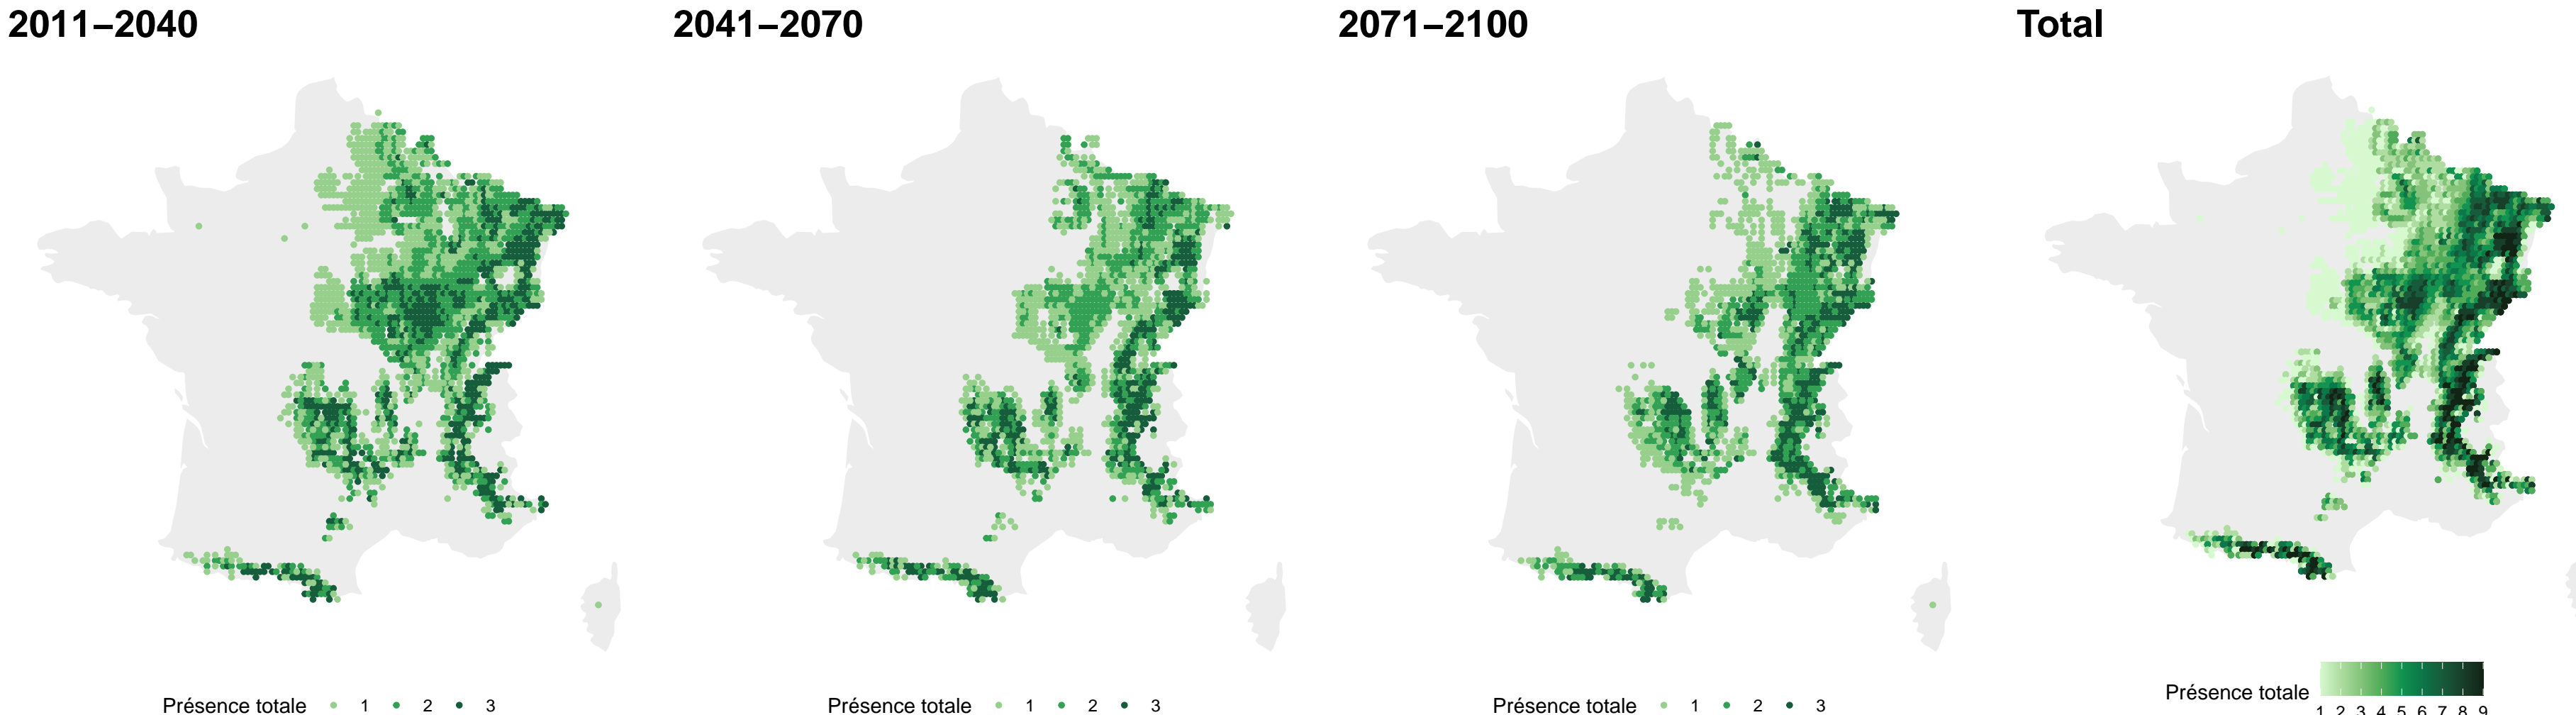 2011–2040
2041–2070
2071–2100
Total
Présence totale 1 2 3
Présence totale 1 2 3
Présence totale 1 2 3
Présence totale
1 2 3 4 5 6 7 8 9